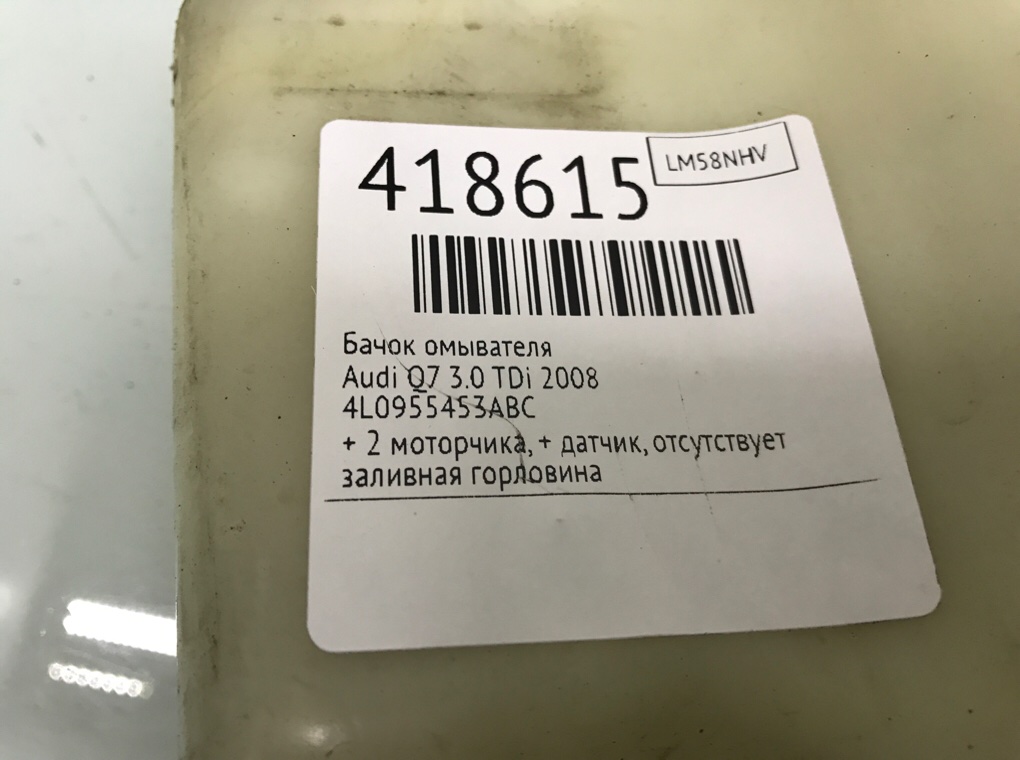 418615
LM58NHV
Бачок омывателя
Audi Q7 3.0 TDi 2008
4L0955453ABC
+ 2 моторчика, + датчик, отсутствует
заливная горловина